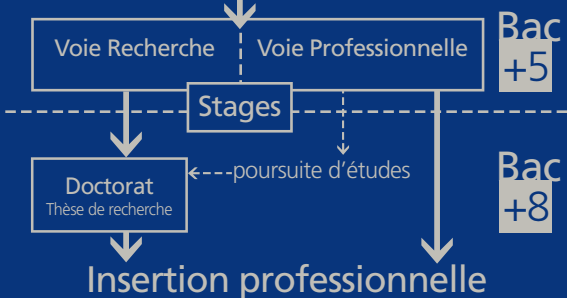 Voie Recherche
Voie Professionnelle
Bac
+5
Stages
poursuite d'études
Doctorat
Thèse de recherche
Bac
+8
Insertion professionnelle